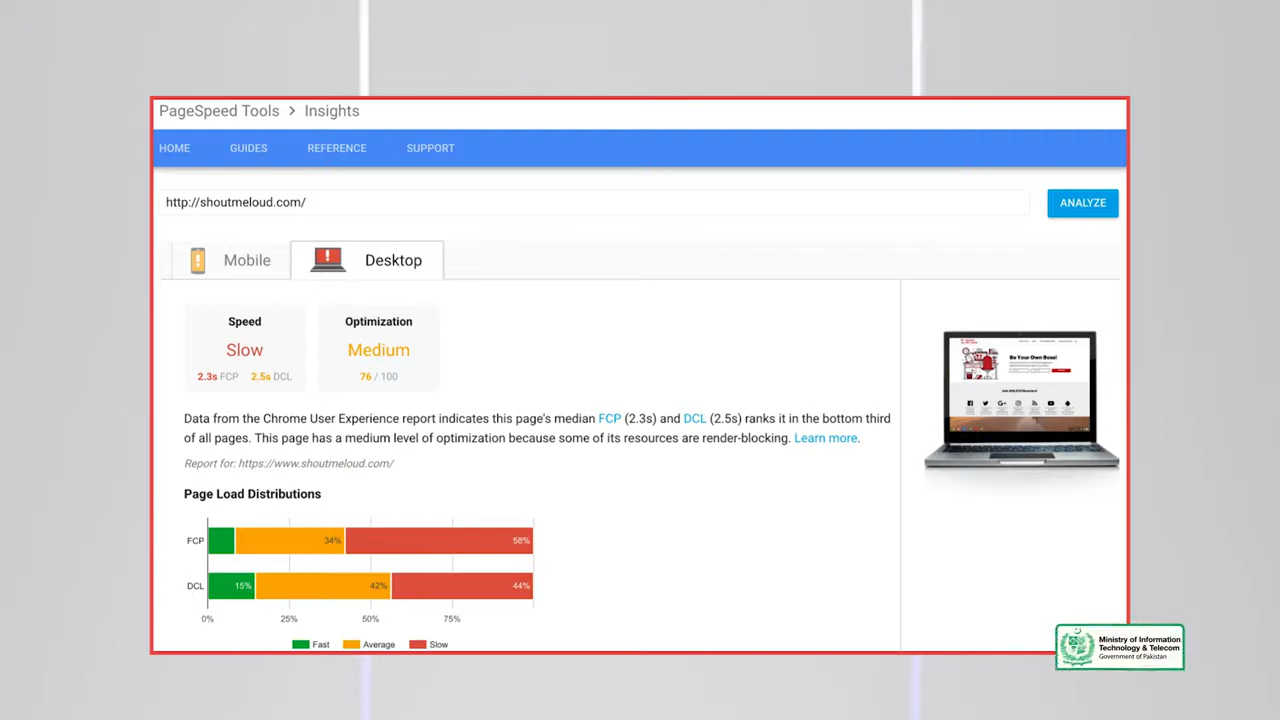 PageSpeed Tools > Insights
HOME GUIDES REFERENCE SUPPORT
http://shoutmeloud.com/
ANALYZE
Mobile
Desktop
Speed
Slow
2.3s FCP 2.5s DCL
Optimization
Medium
76 / 100
Data from the Chrome User Experience report indicates this page's median FCP (2.3s) and DCL (2.5s) ranks it in the bottom third
of all pages. This page has a medium level of optimization because some of its resources are render-blocking. Learn more.
Report for: https://www.shoutmeloud.com/
Be Your Own Boss!
Page Load Distributions
FCP 34% 58%
DCL 15% 42% 44%
0% 25% 50% 75%
Fast Average Slow
Ministry of Information
Technology & Telecom
Government of Pakistan